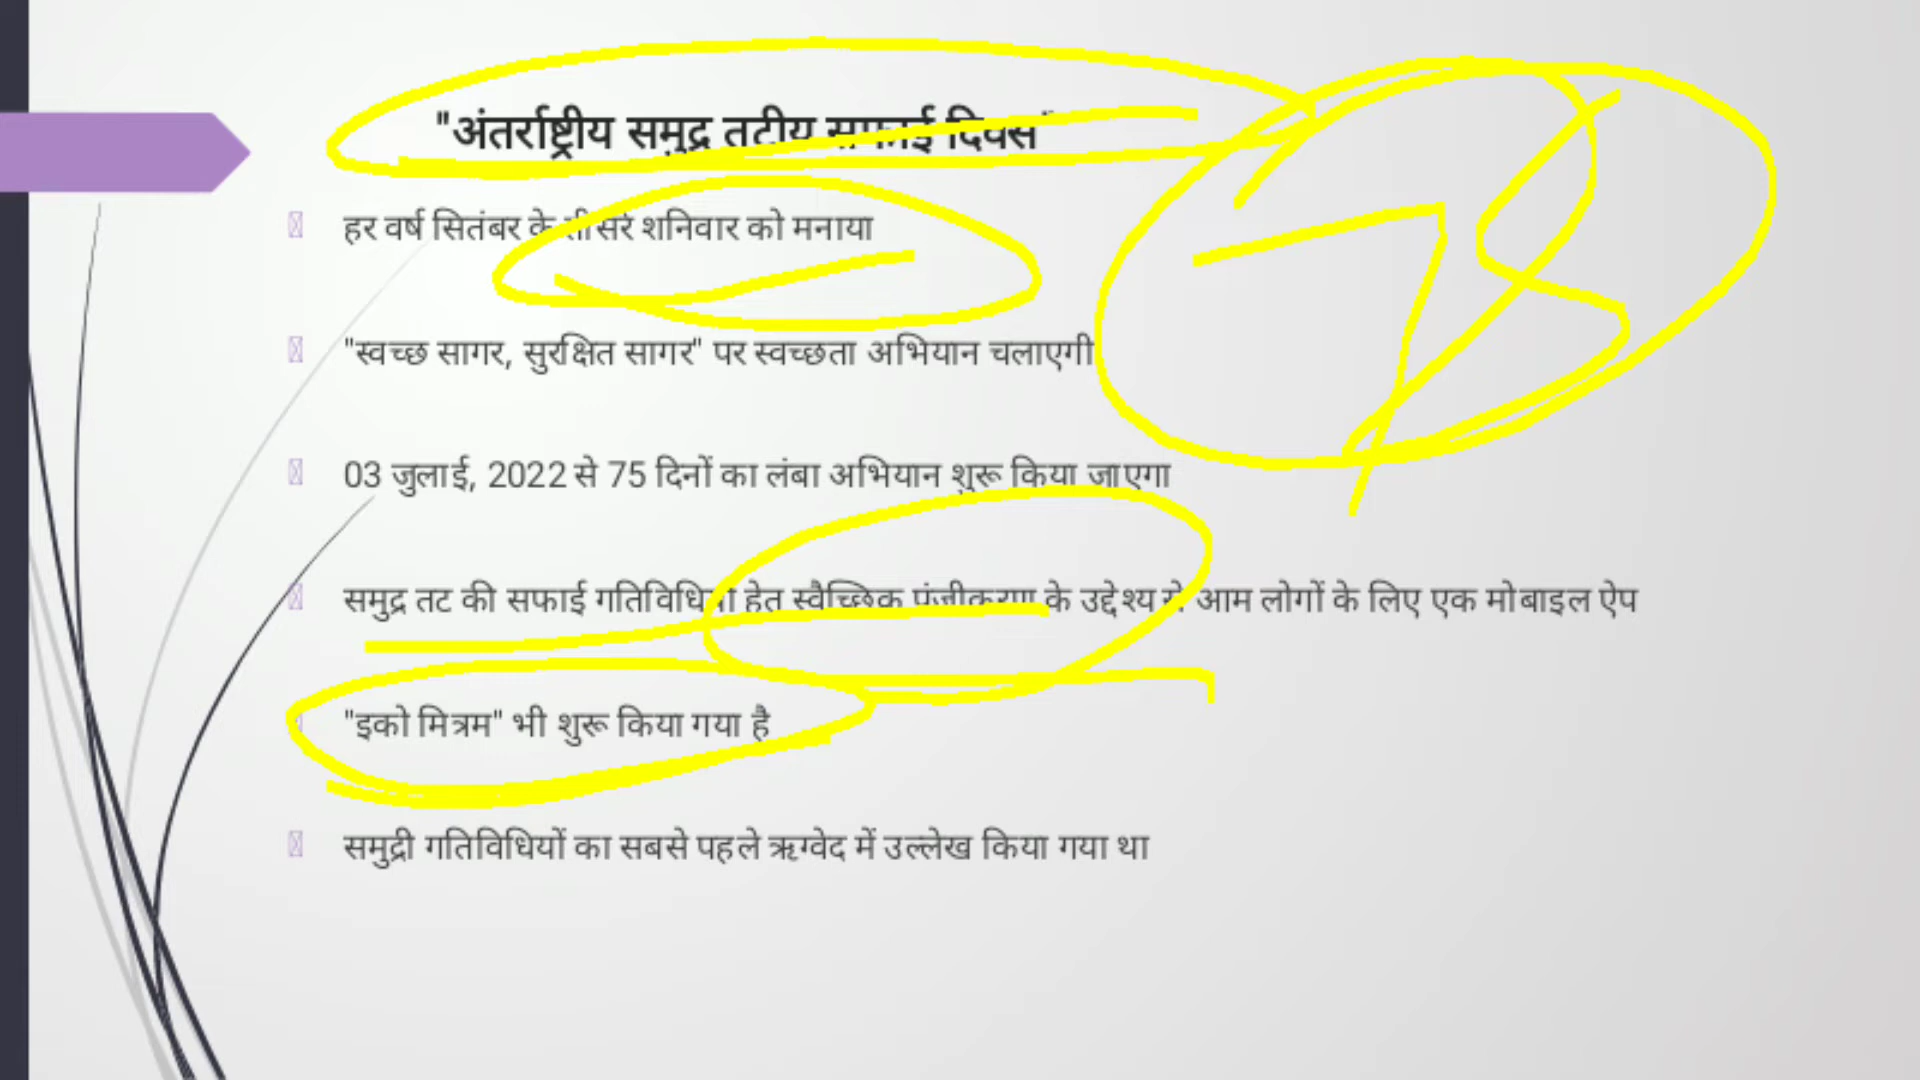 "अंतर्राष्ट्रीय समुद्र तटीय सफाई दिवस"
हर वर्ष सितंबर के तीसरे शनिवार को मनाया
"स्वच्छ सागर, सुरक्षित सागर" पर स्वच्छता अभियान चलाएगी
75
03 जुलाई, 2022 से 75 दिनों का लंबा अभियान शुरू किया जाएगा
समुद्र तट की सफाई गतिविधियों हेतु स्वैच्छिक पंजीकरण के उद्देश्य से आम लोगों के लिए एक मोबाइल ऐप
"इको मित्रम" भी शुरू किया गया है
समुद्री गतिविधियों का सबसे पहले ऋग्वेद में उल्लेख किया गया था